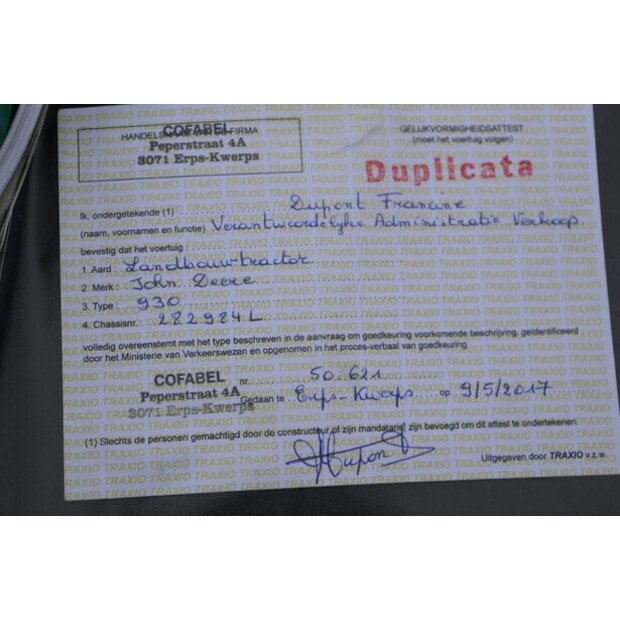 HANDELSNAAM OF FIRMA
COFABEL
Peperstraat 4A
3071 Erps-Kwerps
GELIJKVORMIGHEIDSATTEST
(moet het voertuig volgen)
Duplicata
Ik, ondergetekende (1) Dupont Francine
(naam, voornamen en functie) Verantwoordelijke Administratie Verkoop
bevestig dat het voertuig
1. Aard : Landbouwtractor
2. Merk : John Deere
3. Type : 930
4. Chassisnr. : 282984L
volledig overeenstemt met het type beschreven in de aanvraag om goedkeuring voorkomende beschrijving, geïdentificeerd
door het Ministerie van Verkeerswezen en opgenomen in het proces-verbaal van goedkeuring
nr. 50.621
COFABEL
Peperstraat 4A
3071 Erps-Kwerps
Gedaan te Erps-Kwerps op 9/5/2017
(1) Slechts de personen gemachtigd door de constructeur of zijn mandataris zijn bevoegd om dit attest te ondertekenen.
Dupont
Uitgegeven door TRAXIO v.z.w.